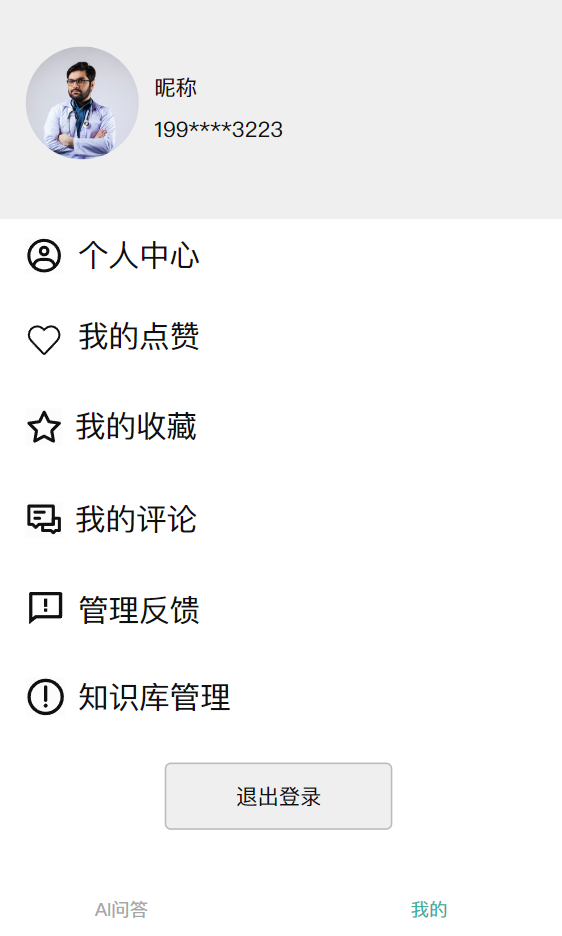 昵称
199****3223
个人中心
我的点赞
我的收藏
我的评论
管理反馈
知识库管理
退出登录
AI问答
我的